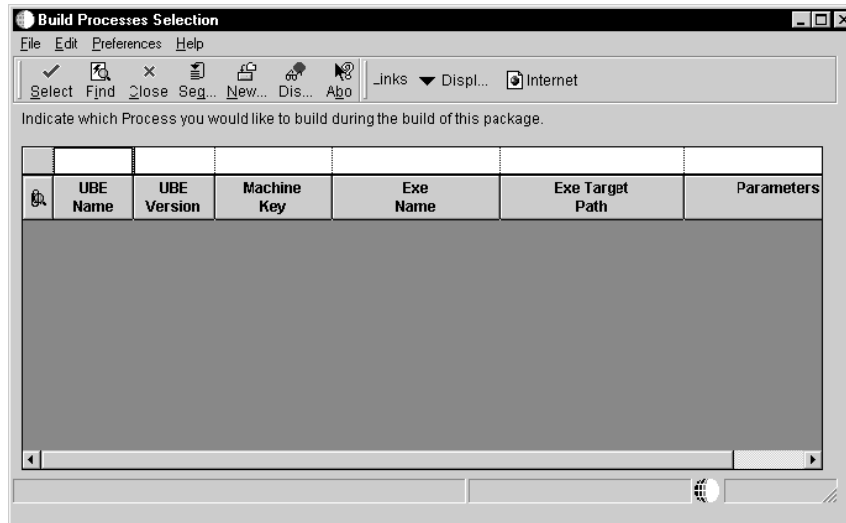 Build Processes Selection
File Edit Preferences Help
Select Find Close Seq... New... Dis... Abo Links Displ... Internet
Indicate which Process you would like to build during the build of this package.
UBE Name UBE Version Machine Key Exe Name Exe Target Path Parameters